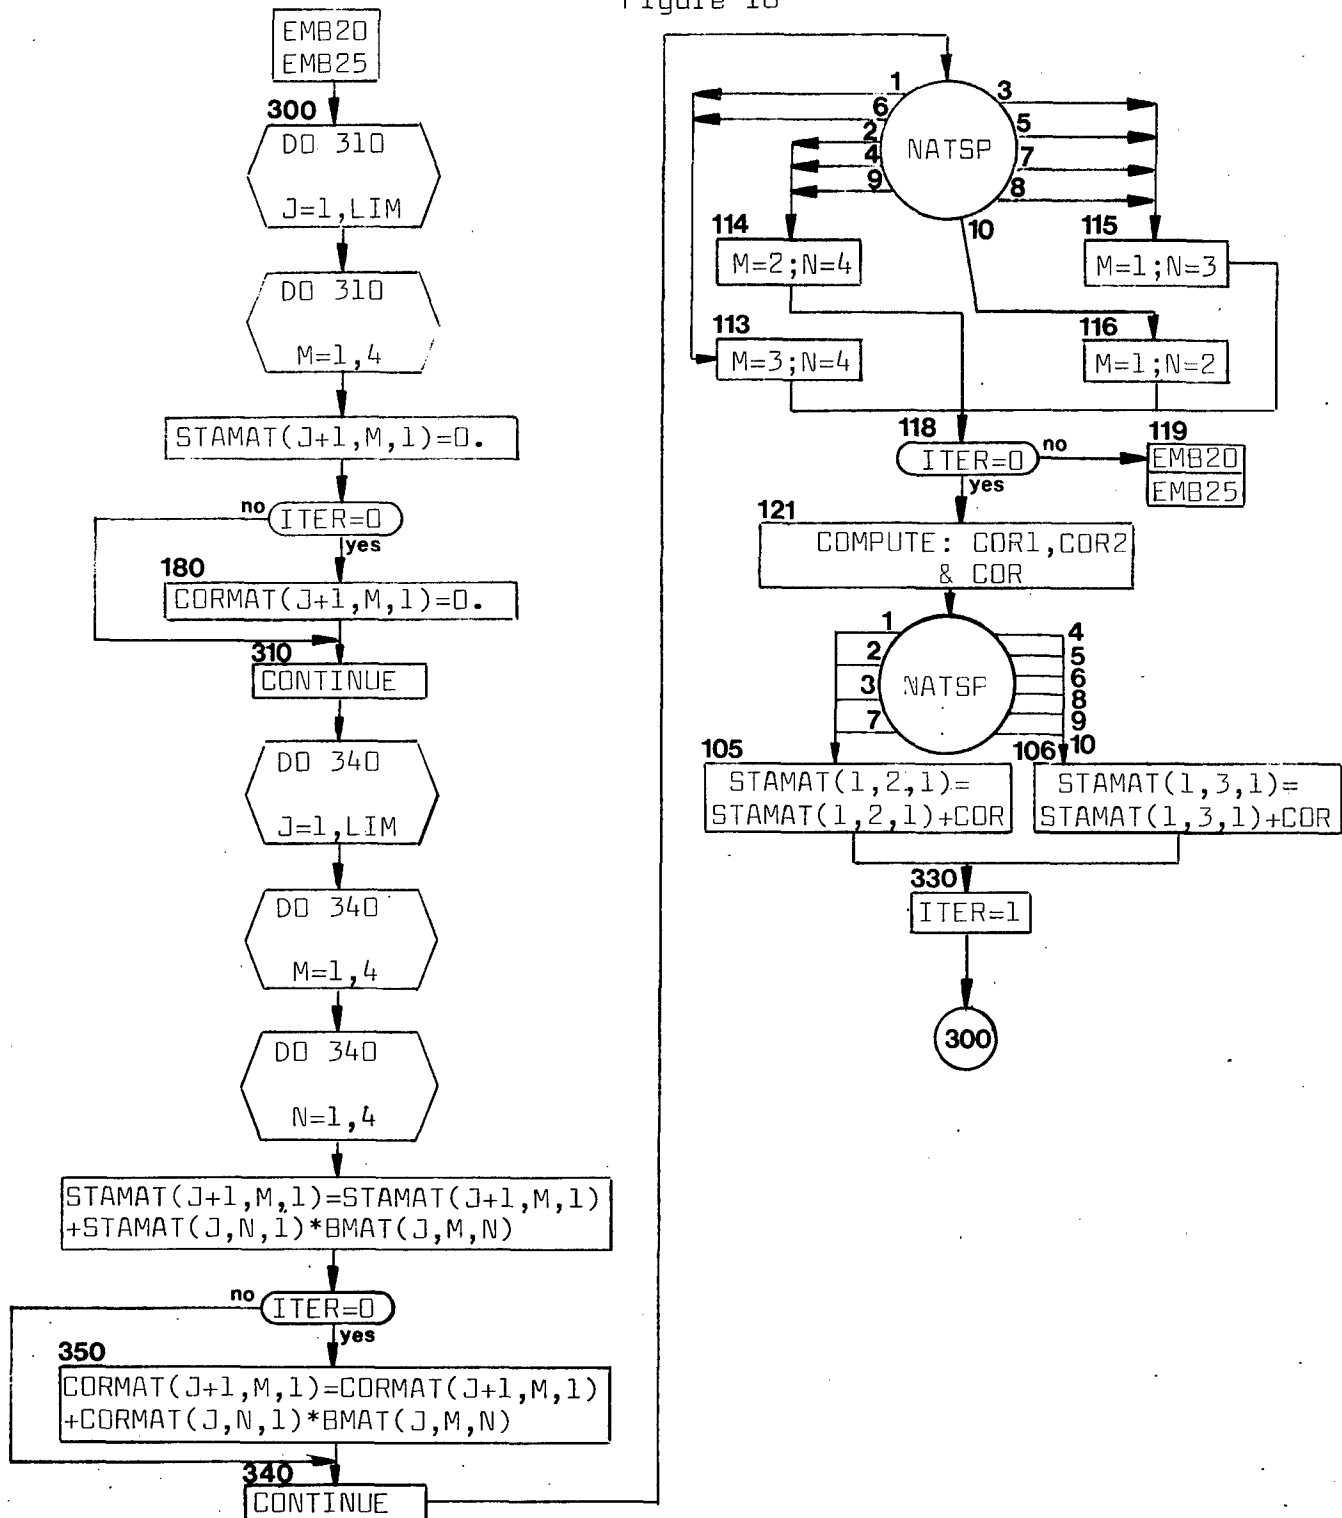 Figure 10
EMB20
EMB25
300
DO 310
J=1,LIM
DO 310
M=1,4
STAMAT(J+1,M,1)=0.
no
ITER=0
yes
180
CORMAT(J+1,M,1)=0.
310
CONTINUE
DO 340
J=1,LIM
DO 340
M=1,4
DO 340
N=1,4
STAMAT(J+1,M,1)=STAMAT(J+1,M,1)
+STAMAT(J,N,1)*BMAT(J,M,N)
no
ITER=0
yes
350
CORMAT(J+1,M,1)=CORMAT(J+1,M,1)
+CORMAT(J,N,1)*BMAT(J,M,N)
340
CONTINUE
NATSP
1
6
2
4
9
3
5
7
8
10
114
M=2;N=4
115
M=1;N=3
113
M=3;N=4
116
M=1;N=2
118
ITER=0
no
yes
119
EMB20
EMB25
121
COMPUTE: COR1,COR2
& COR
NATSP
1
2
3
7
4
5
6
8
9
10
105
STAMAT(1,2,1)=
STAMAT(1,2,1)+COR
106
STAMAT(1,3,1)=
STAMAT(1,3,1)+COR
330
ITER=1
300